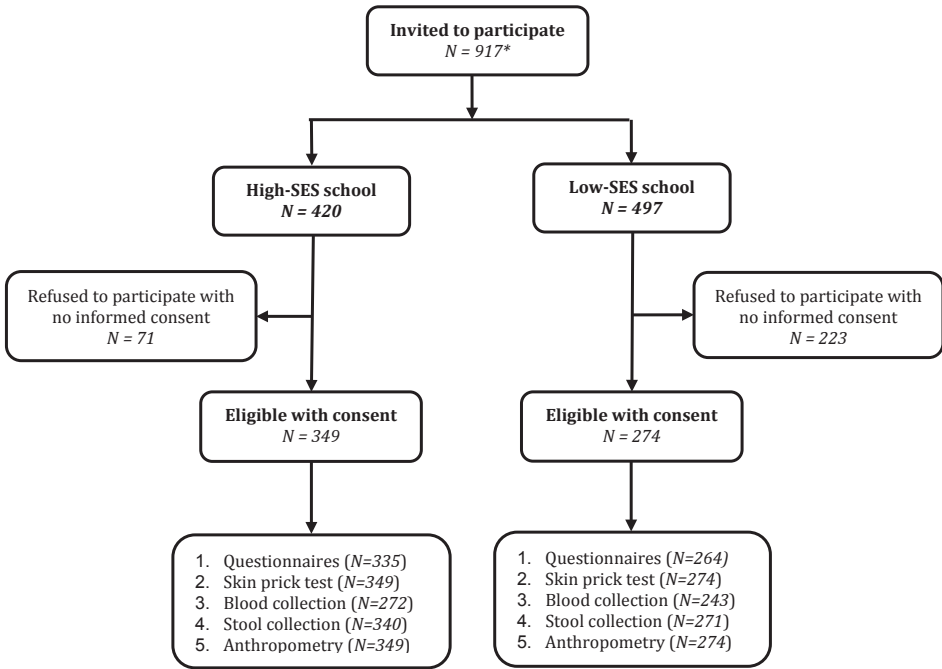 Invited to participate
N = 917*
High-SES school
N = 420
Low-SES school
N = 497
Refused to participate with
no informed consent
N = 71
Refused to participate with
no informed consent
N = 223
Eligible with consent
N = 349
Eligible with consent
N = 274
1. Questionnaires (N=335)
2. Skin prick test (N=349)
3. Blood collection (N=272)
4. Stool collection (N=340)
5. Anthropometry (N=349)
1. Questionnaires (N=264)
2. Skin prick test (N=274)
3. Blood collection (N=243)
4. Stool collection (N=271)
5. Anthropometry (N=274)